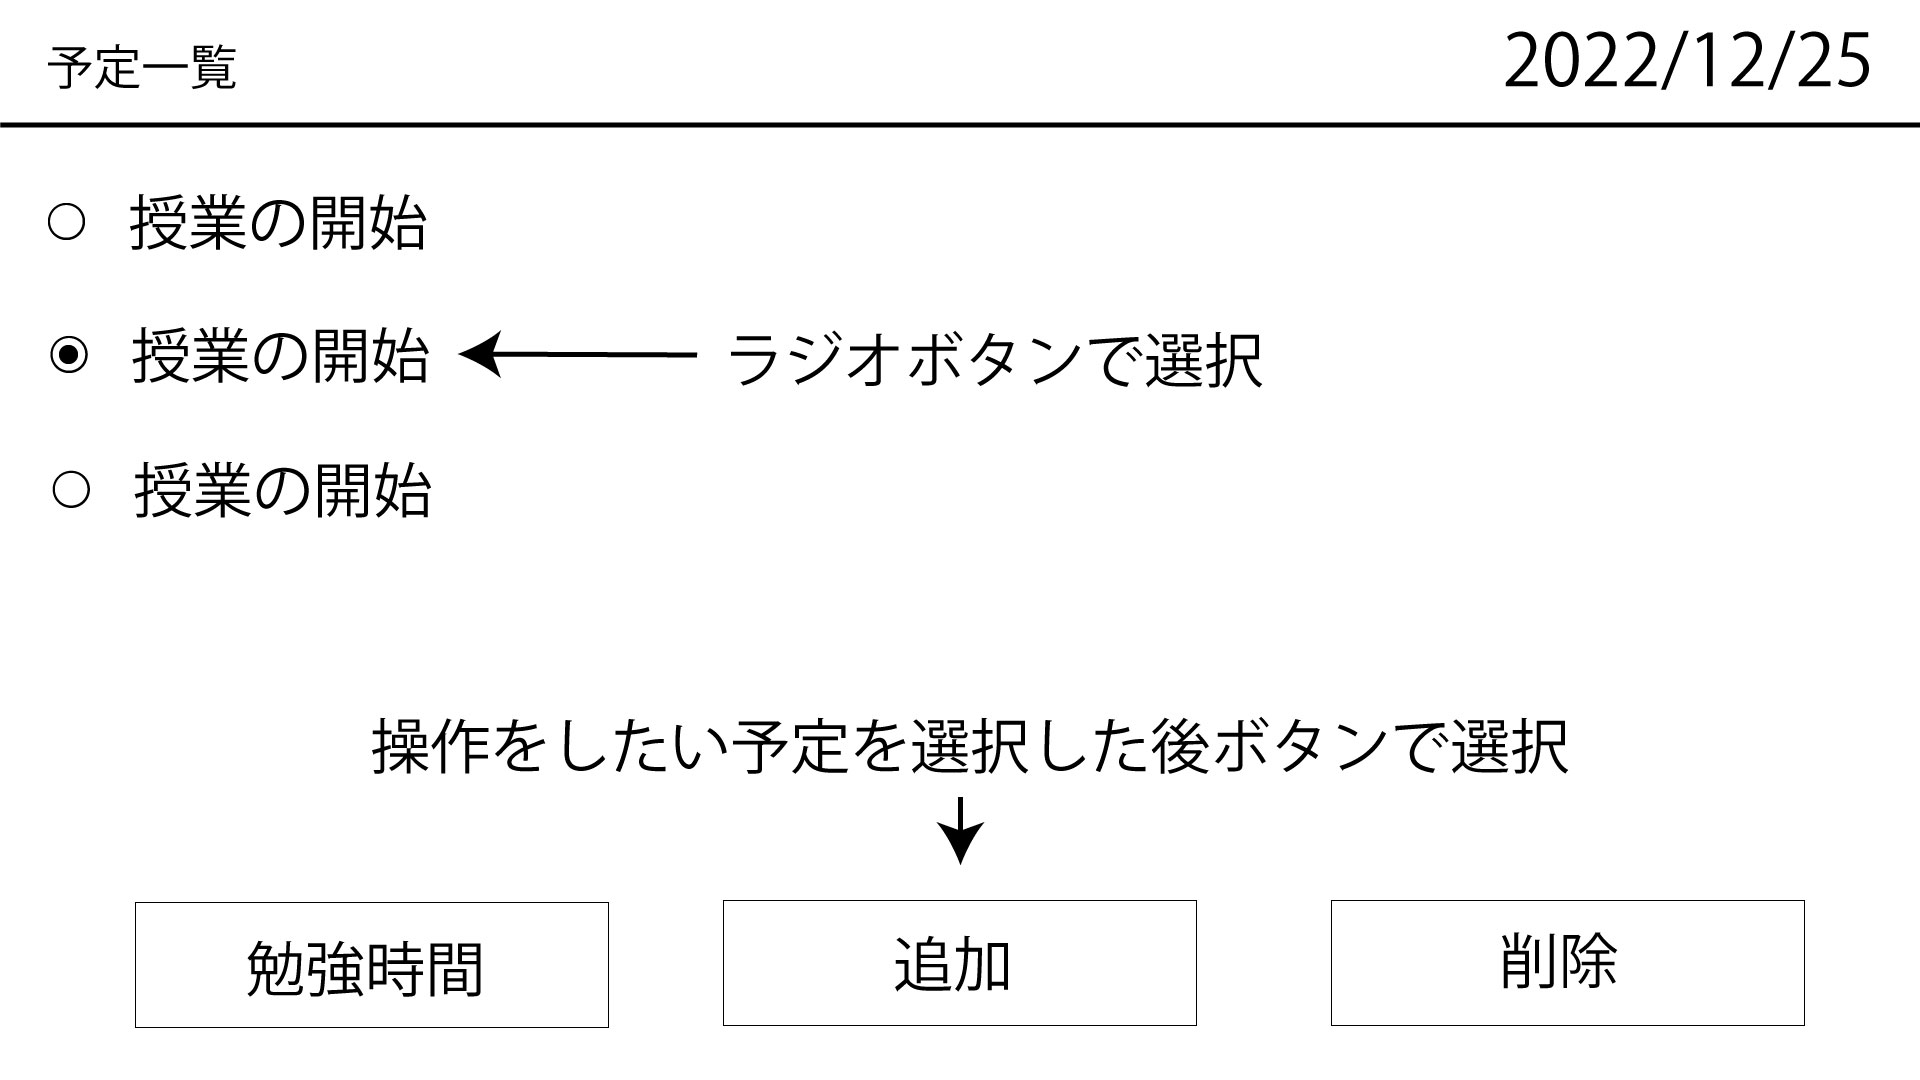 予定一覧
2022/12/25
授業の開始
授業の開始
ラジオボタンで選択
授業の開始
操作をしたい予定を選択した後ボタンで選択
勉強時間
追加
削除